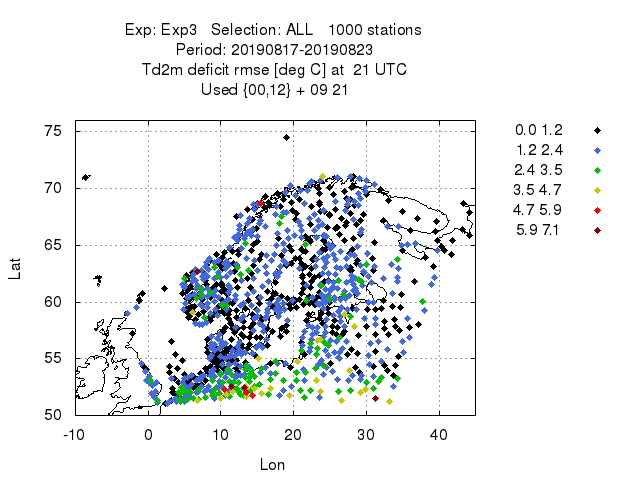 Exp: Exp3 Selection: ALL 1000 stations
Period: 20190817-20190823
Td2m deficit rmse [deg C] at 21 UTC
Used {00,12} + 09 21
75
70
65
60
55
50
Lat
-10 0 10 20 30 40
Lon
0.0 1.2
1.2 2.4
2.4 3.5
3.5 4.7
4.7 5.9
5.9 7.1